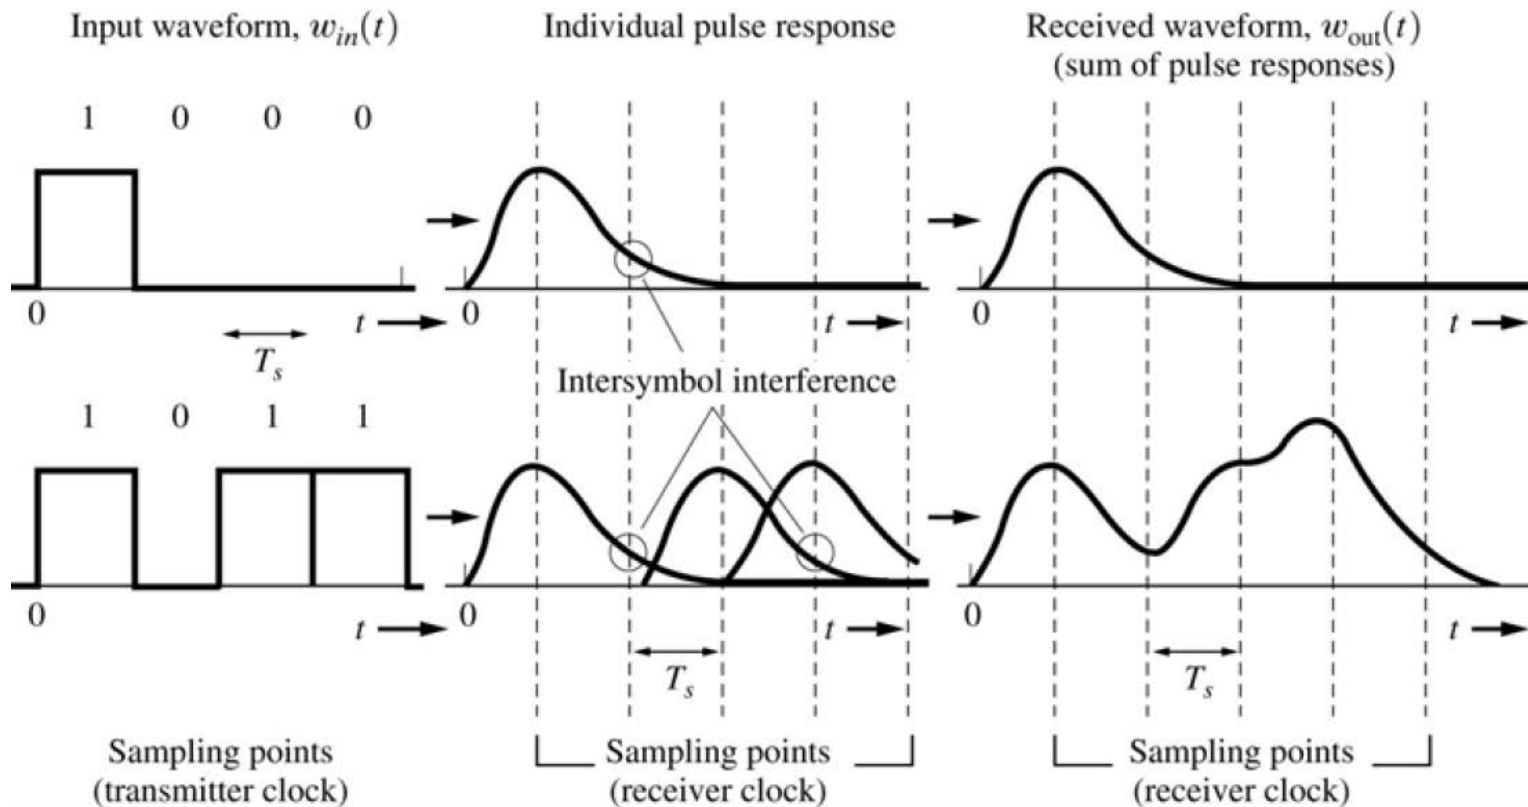 Input waveform, w_in(t)
Individual pulse response
Received waveform, w_out(t)
(sum of pulse responses)
1 0 0 0
0
t
T_s
0
t
0
t
Intersymbol interference
1 0 1 1
0
t
0
t
T_s
0
t
T_s
Sampling points
(transmitter clock)
Sampling points
(receiver clock)
Sampling points
(receiver clock)